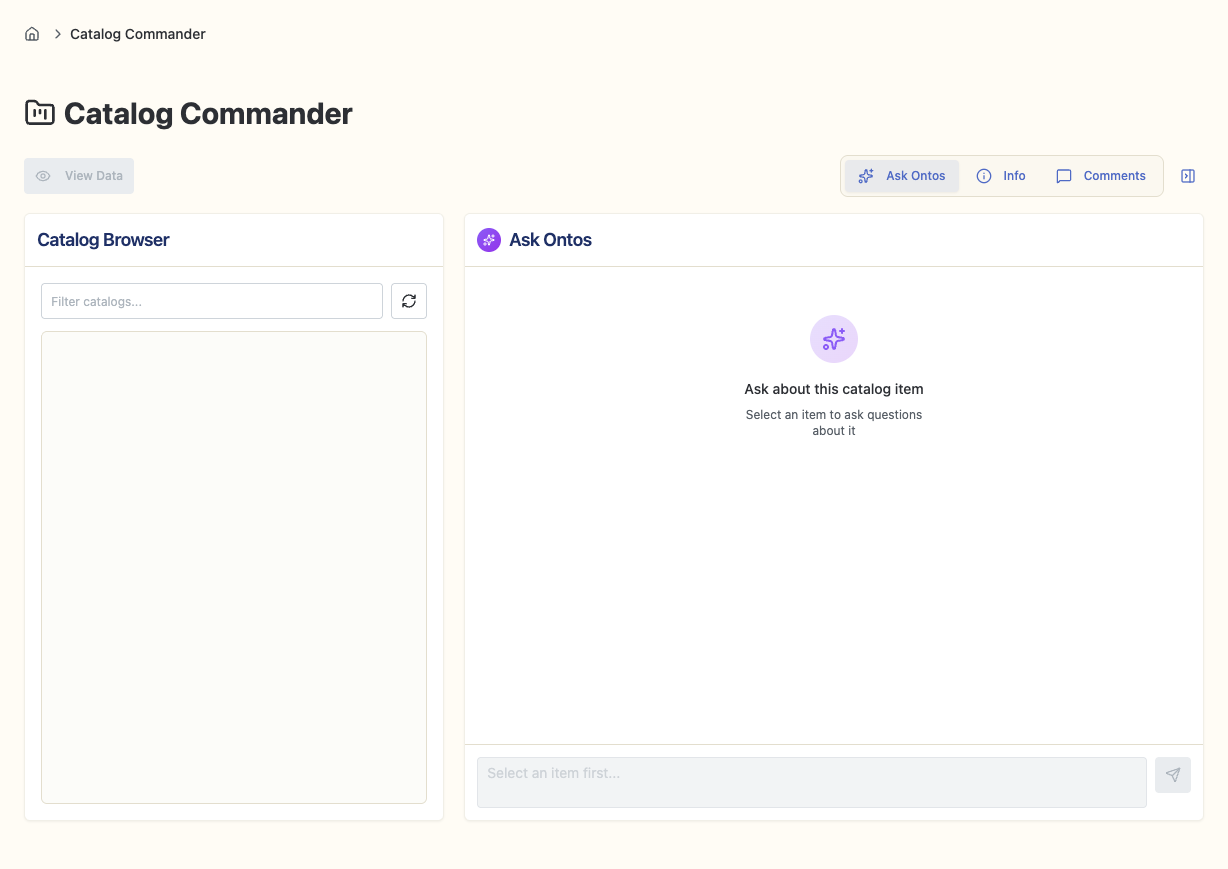 Catalog Commander
Catalog Commander
View Data
Ask Ontos
Info
Comments
Catalog Browser
Filter catalogs...
Ask Ontos
Ask about this catalog item
Select an item to ask questions
about it
Select an item first...